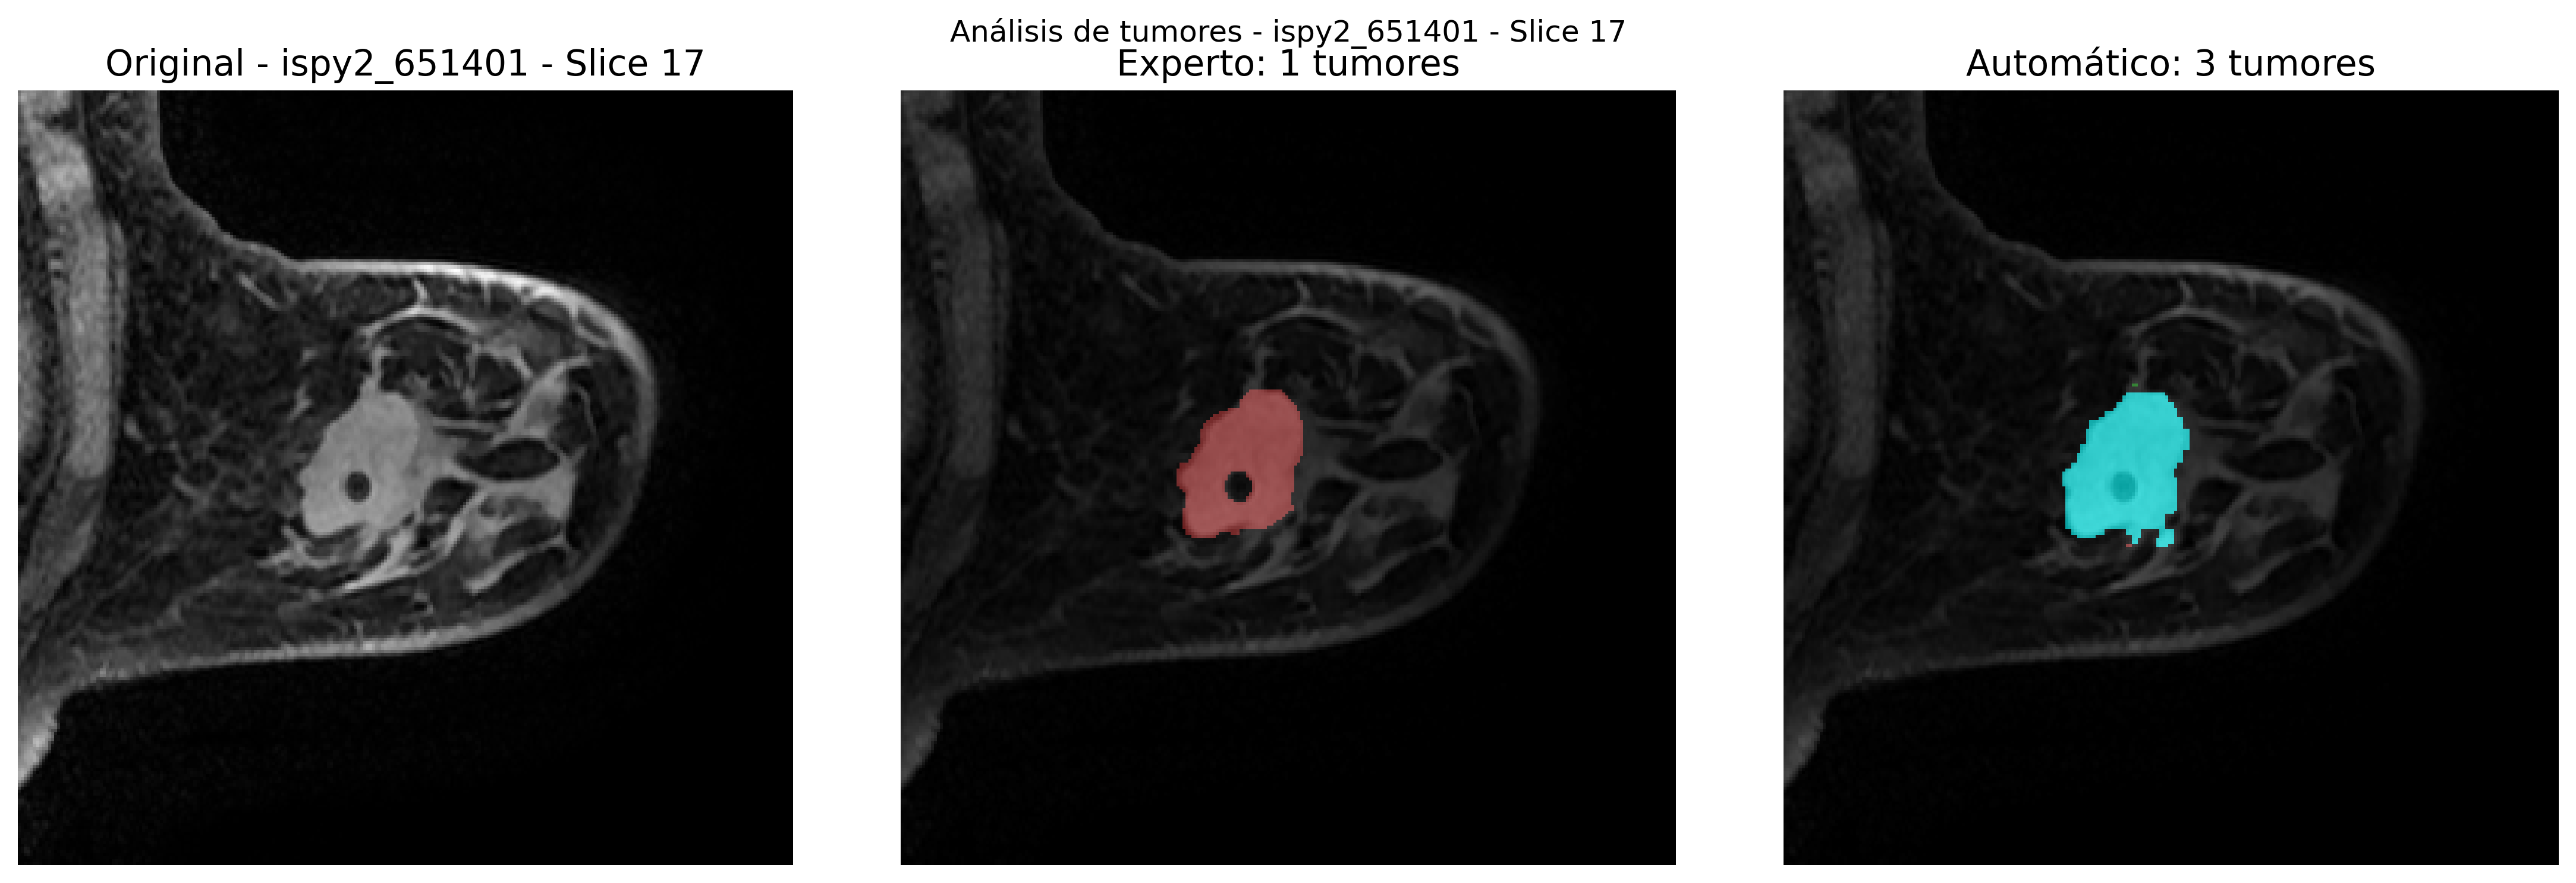 Análisis de tumores - ispy2_651401 - Slice 17
Original - ispy2_651401 - Slice 17
Experto: 1 tumores
Automático: 3 tumores